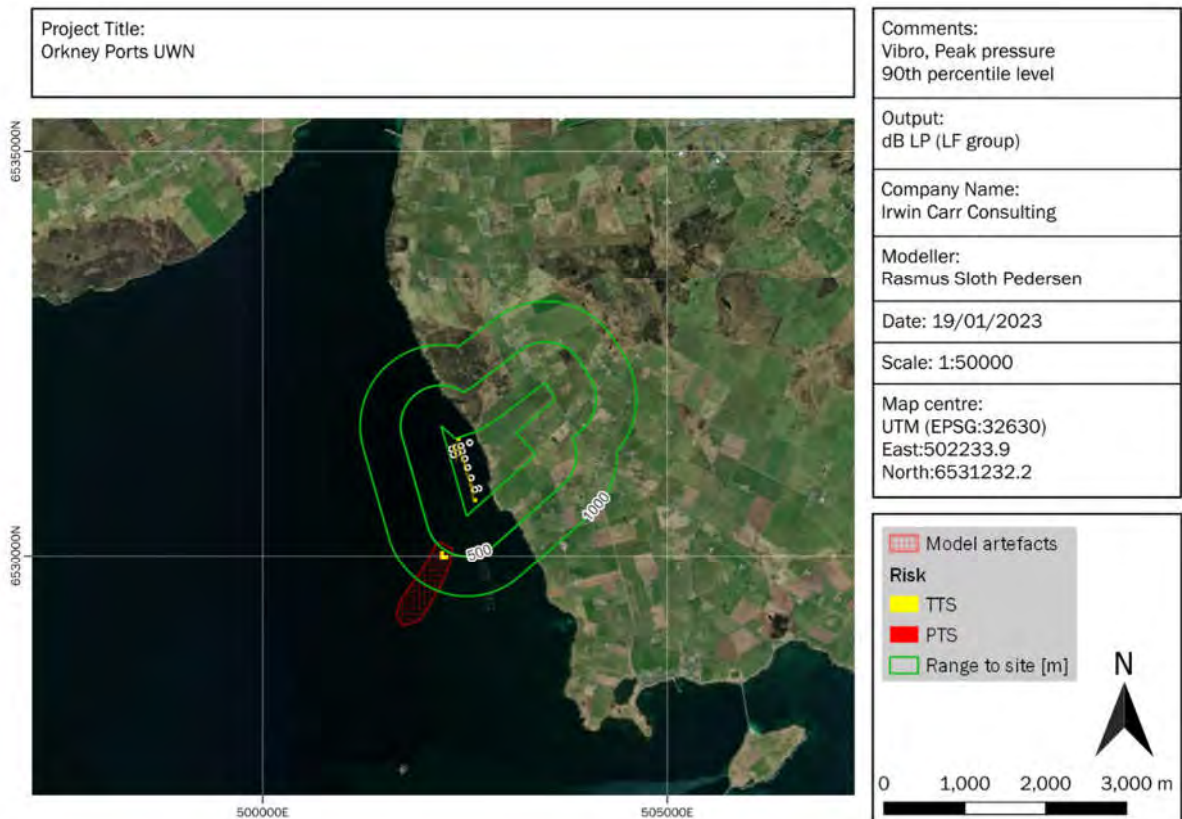 Project Title:
Orkney Ports UWN
Comments:
Vibro, Peak pressure
90th percentile level
Output:
dB LP (LF group)
Company Name:
Irwin Carr Consulting
Modeller:
Rasmus Sloth Pedersen
Date: 19/01/2023
Scale: 1:50000
Map centre:
UTM (EPSG:32630)
East:502233.9
North:6531232.2
6535000N
6530000N
1000
500
500000E
505000E
Model artefacts
Risk
TTS
PTS
Range to site [m]
N
0 1,000 2,000 3,000 m